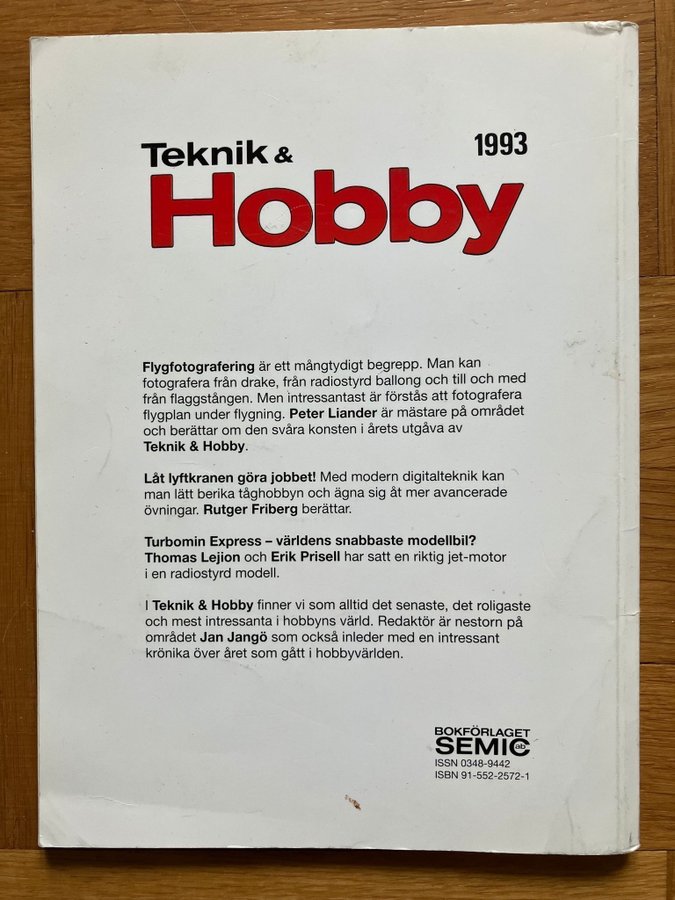 Teknik &
1993
Hobby
Flygfotografering är ett mångtydigt begrepp. Man kan
fotografera från drake, från radiostyrd ballong och till och med
från flaggstången. Men intressantast är förstås att fotografera
flygplan under flygning. Peter Liander är mästare på området
och berättar om den svåra konsten i årets utgåva av
Teknik & Hobby.
Låt lyftkranen göra jobbet! Med modern digitalteknik kan
man lätt berika tåghobbyn och ägna sig åt mer avancerade
övningar. Rutger Friberg berättar.
Turbomin Express – världens snabbaste modellbil?
Thomas Lejion och Erik Prisell har satt en riktig jet-motor
i en radiostyrd modell.
I Teknik & Hobby finner vi som alltid det senaste, det roligaste
och mest intressanta i hobbyns värld. Redaktör är nestorn på
området Jan Jangö som också inleder med en intressant
krönika över året som gått i hobbyvärlden.
BOKFÖRLAGET
SEMIC ab
ISSN 0348-9442
ISBN 91-552-2572-1